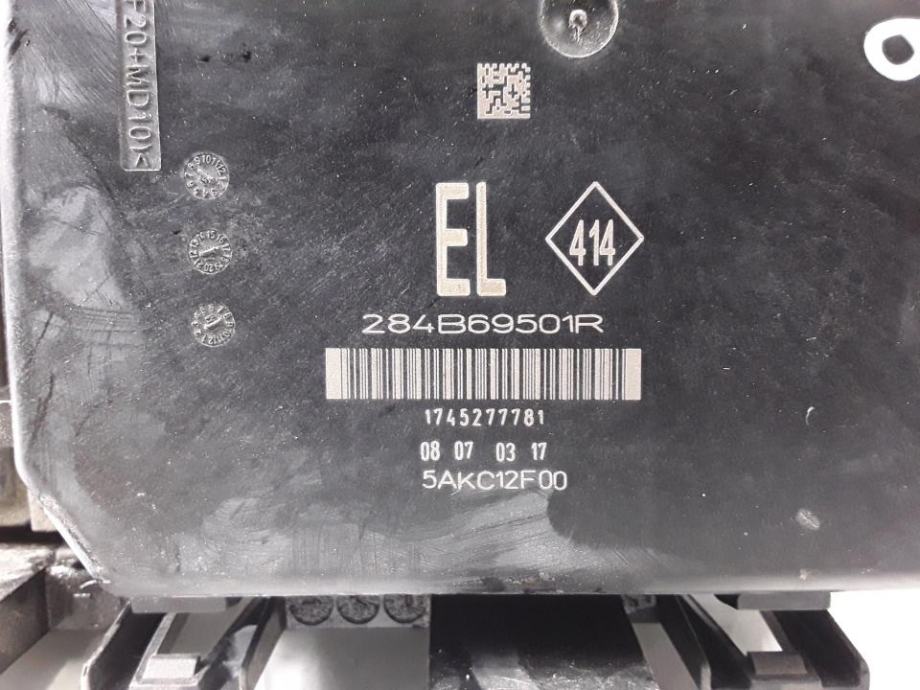 F20+MD10)<
EL
414
284B69501R
1745277781
08 07 03 17
5AKC12F00